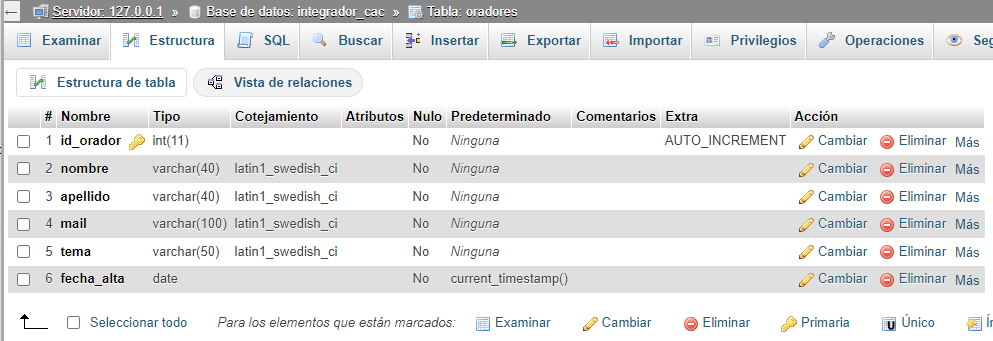 Servidor: 127.0.0.1 » Base de datos: integrador_cac » Tabla: oradores
Examinar Estructura SQL Buscar Insertar Exportar Importar Privilegios Operaciones Seg
Estructura de tabla Vista de relaciones
# Nombre Tipo Cotejamiento Atributos Nulo Predeterminado Comentarios Extra Acción
1 id_orador int(11) No Ninguna AUTO_INCREMENT Cambiar Eliminar Más
2 nombre varchar(40) latin1_swedish_ci No Ninguna Cambiar Eliminar Más
3 apellido varchar(40) latin1_swedish_ci No Ninguna Cambiar Eliminar Más
4 mail varchar(100) latin1_swedish_ci No Ninguna Cambiar Eliminar Más
5 tema varchar(50) latin1_swedish_ci No Ninguna Cambiar Eliminar Más
6 fecha_alta date No current_timestamp() Cambiar Eliminar Más
Seleccionar todo Para los elementos que están marcados: Examinar Cambiar Eliminar Primaria Único Í